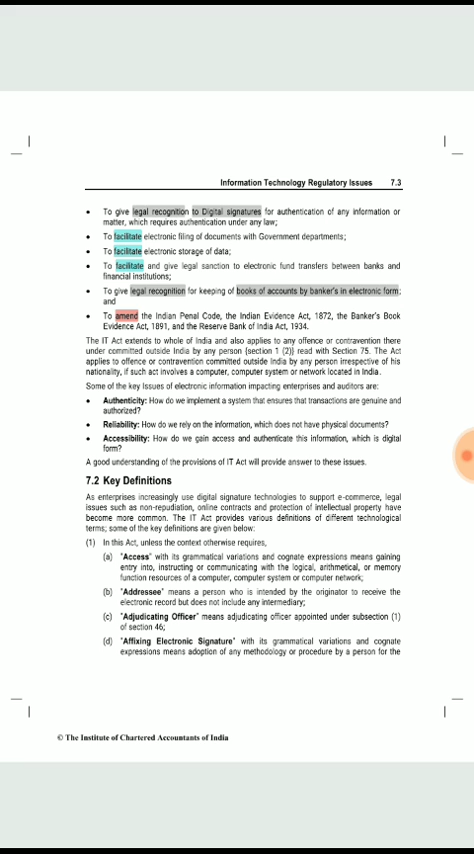 Information Technology Regulatory Issues 7.3
• To give legal recognition to Digital signatures for authentication of any information or
matter, which requires authentication under any law;
• To facilitate electronic filing of documents with Government departments;
• To facilitate electronic storage of data;
• To facilitate and give legal sanction to electronic fund transfers between banks and
financial institutions;
• To give legal recognition for keeping of books of accounts by banker's in electronic form;
and
• To amend the Indian Penal Code, the Indian Evidence Act, 1872, the Banker's Book
Evidence Act, 1891, and the Reserve Bank of India Act, 1934.
The IT Act extends to whole of India and also applies to any offence or contravention there
under committed outside India by any person {section 1 (2)} read with Section 75. The Act
applies to offence or contravention committed outside India by any person irrespective of his
nationality, if such act involves a computer, computer system or network located in India.
Some of the key Issues of electronic information impacting enterprises and auditors are:
• Authenticity: How do we implement a system that ensures that transactions are genuine and
authorized?
• Reliability: How do we rely on the information, which does not have physical documents?
• Accessibility: How do we gain access and authenticate this information, which is digital
form?
A good understanding of the provisions of IT Act will provide answer to these issues.
7.2 Key Definitions
As enterprises increasingly use digital signature technologies to support e-commerce, legal
issues such as non-repudiation, online contracts and protection of intellectual property have
become more common. The IT Act provides various definitions of different technological
terms; some of the key definitions are given below:
(1) In this Act, unless the context otherwise requires,
(a) "Access" with its grammatical variations and cognate expressions means gaining
entry into, instructing or communicating with the logical, arithmetical, or memory
function resources of a computer, computer system or computer network;
(b) "Addressee" means a person who is intended by the originator to receive the
electronic record but does not include any intermediary;
(c) "Adjudicating Officer" means adjudicating officer appointed under subsection (1)
of section 46;
(d) "Affixing Electronic Signature" with its grammatical variations and cognate
expressions means adoption of any methodology or procedure by a person for the
© The Institute of Chartered Accountants of India